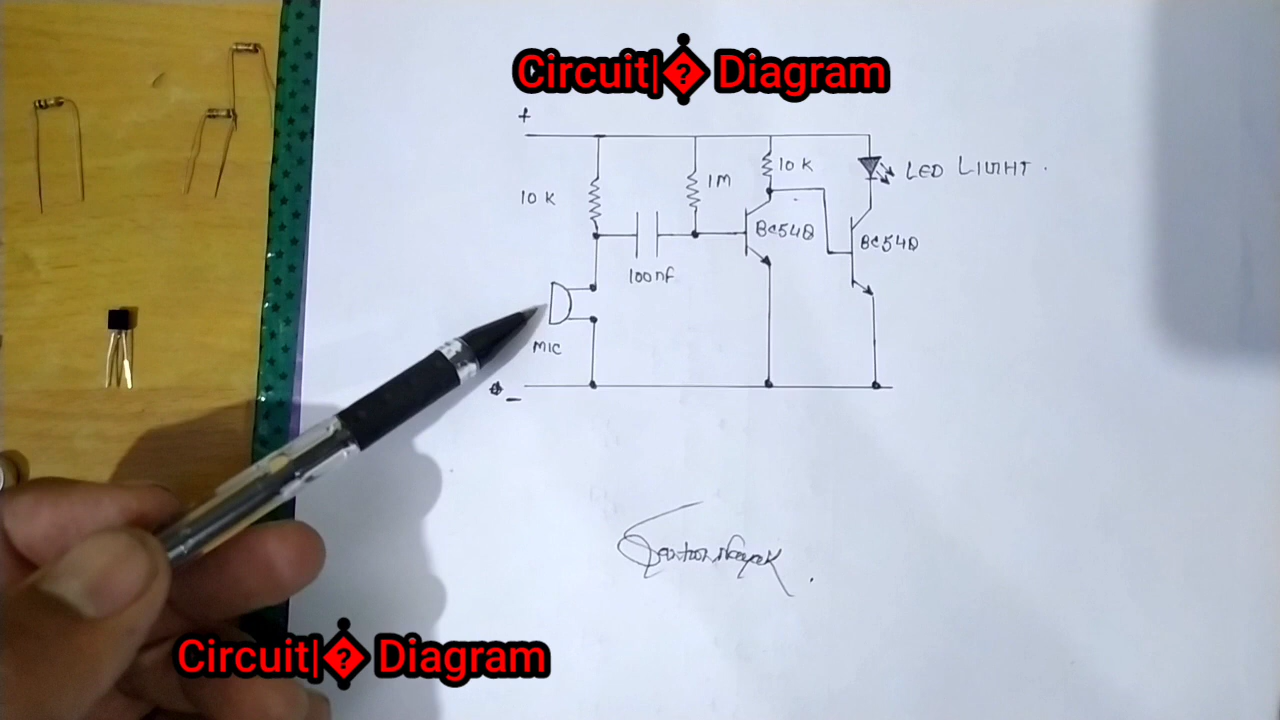 Circuit|� Diagram
+
10 K
1M
10 K
LED LIGHT .
BC548
BC548
100nF
MIC
-
Circuit|� Diagram